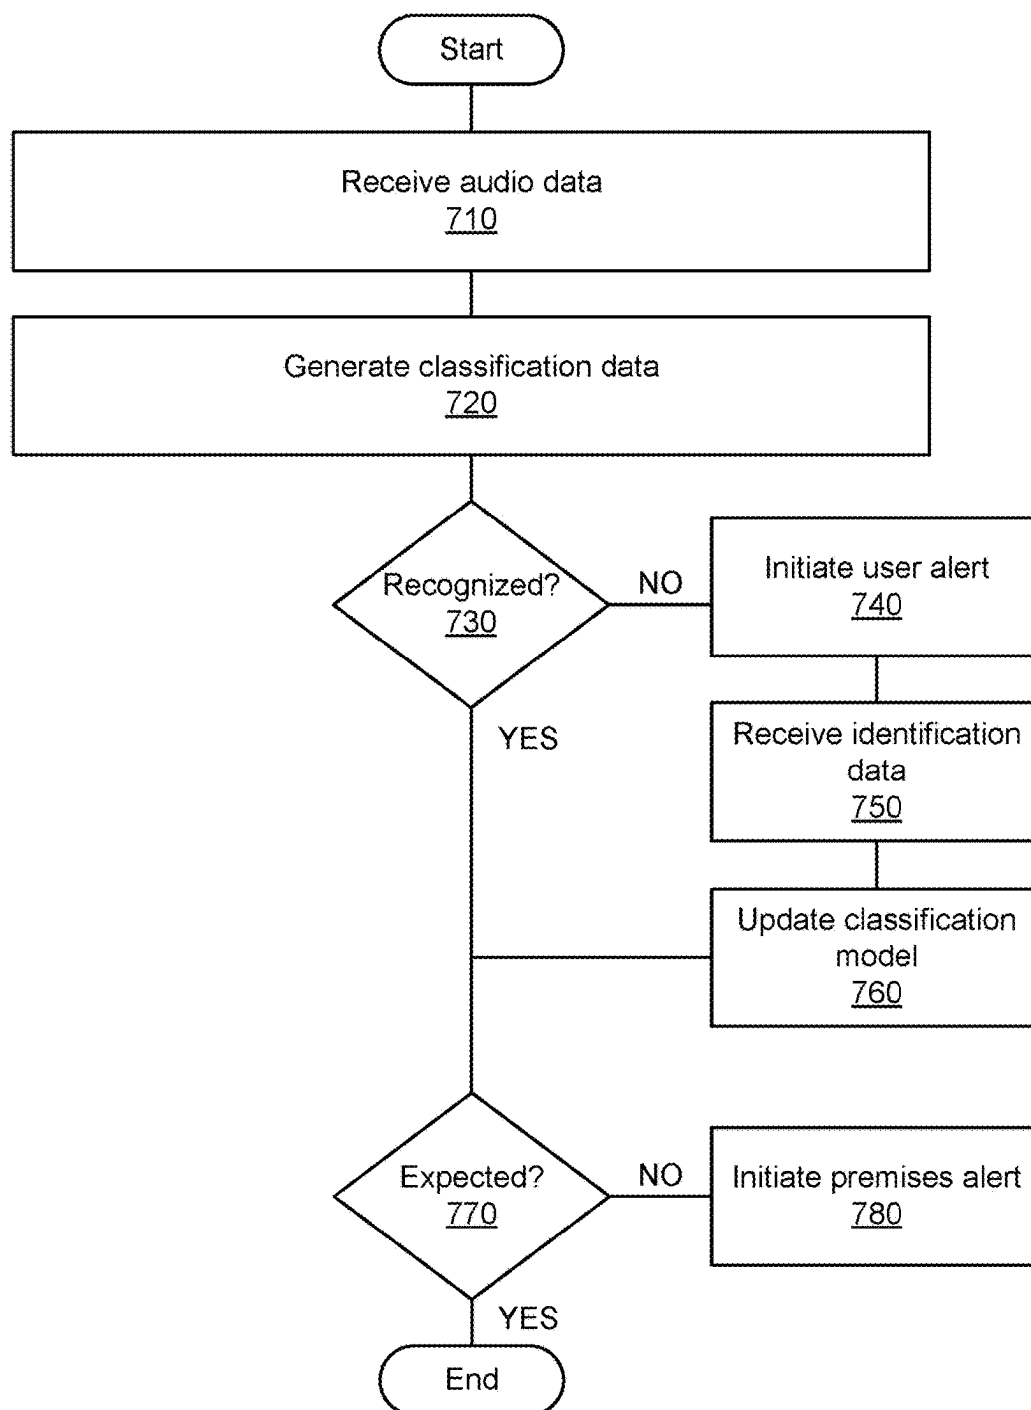 Start
Receive audio data
710
Generate classification data
720
Recognized?
730
NO
Initiate user alert
740
YES
Receive identification
data
750
Update classification
model
760
Expected?
770
NO
Initiate premises alert
780
YES
End